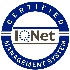 CERTIFIED
IQNet
MANAGEMENT SYSTEM